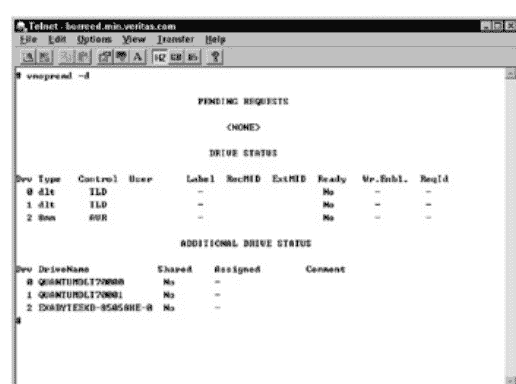 Telnet - borreed.min.veritas.com
File Edit Options View Transfer Help
# vmoprcmd -d
PENDING REQUESTS
<NONE>
DRIVE STATUS
Drv Type Control User Label RecMID ExtMID Ready Wr.Enbl. ReqId
0 dlt TLD - No - -
1 dlt TLD - No - -
2 8mm AVR - No - -
ADDITIONAL DRIVE STATUS
Drv DriveName Shared Assigned Comment
0 QUANTUMDLT70000 No -
1 QUANTUMDLT70001 No -
2 No -
#